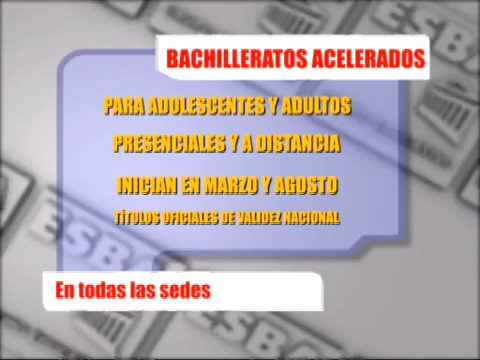 BACHILLERATOS ACELERADOS
PARA ADOLESCENTES Y ADULTOS
PRESENCIALES Y A DISTANCIA
INICIAN EN MARZO Y AGOSTO
TÍTULOS OFICIALES DE VALIDEZ NACIONAL
En todas las sedes